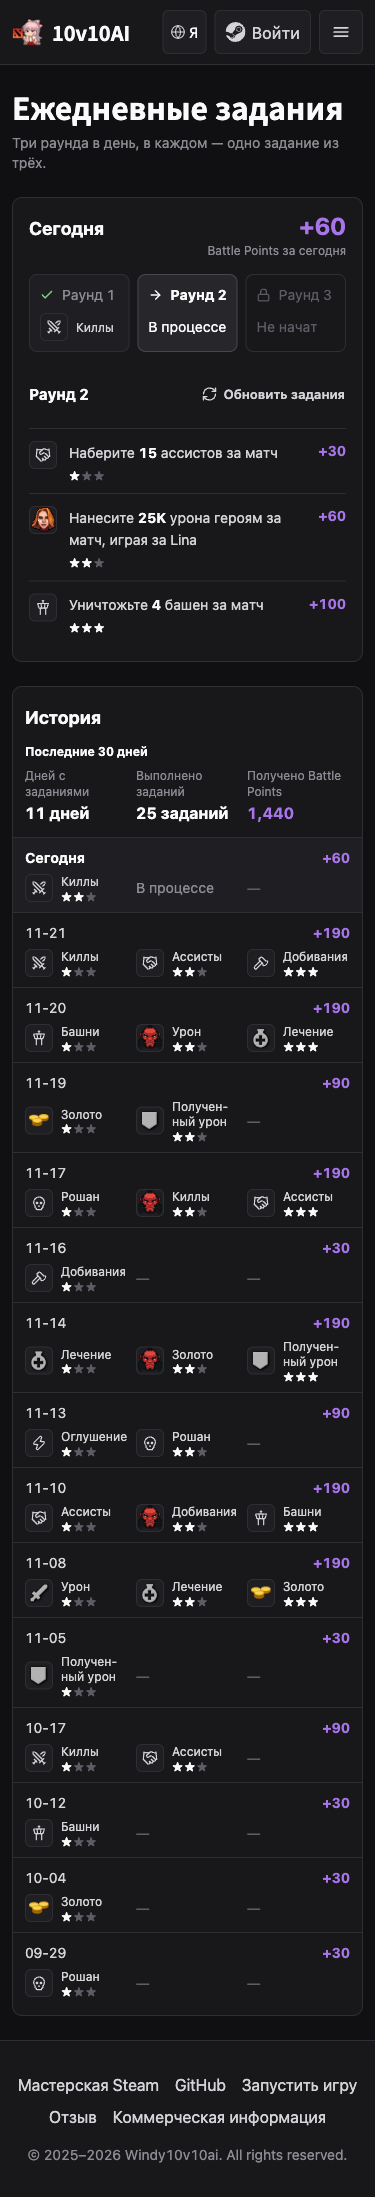 10v10AI
Я
Войти
Ежедневные задания
Три раунда в день, в каждом — одно задание из
трёх.
Сегодня
+60
Battle Points за сегодня
Раунд 1
Киллы
Раунд 2
В процессе
Раунд 3
Не начат
Раунд 2
Обновить задания
Наберите 15 ассистов за матч
+30
Нанесите 25K урона героям за
матч, играя за Lina
+60
Уничтожьте 4 башен за матч
+100
История
Последние 30 дней
Дней с
заданиями
11 дней
Выполнено
заданий
25 заданий
Получено Battle
Points
1,440
Сегодня
+60
Киллы
В процессе
—
11-21
+190
Киллы
Ассисты
Добивания
11-20
+190
Башни
Урон
Лечение
11-19
+90
Золото
Получен-
ный урон
—
11-17
+190
Рошан
Киллы
Ассисты
11-16
+30
Добивания
—
—
11-14
+190
Лечение
Золото
Получен-
ный урон
11-13
+90
Оглушение
Рошан
—
11-10
+190
Ассисты
Добивания
Башни
11-08
+190
Урон
Лечение
Золото
11-05
+30
Получен-
ный урон
—
—
10-17
+90
Киллы
Ассисты
—
10-12
+30
Башни
—
—
10-04
+30
Золото
—
—
09-29
+30
Рошан
—
—
Мастерская Steam GitHub Запустить игру
Отзыв Коммерческая информация
© 2025–2026 Windy10v10ai. All rights reserved.